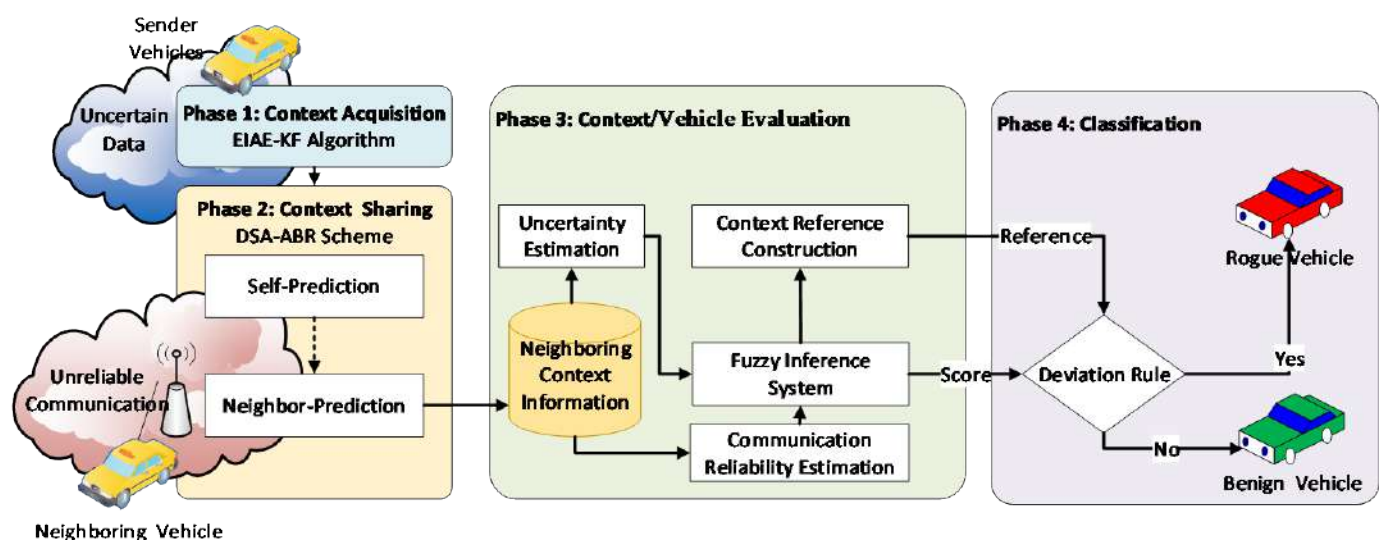 Sender
Vehicles
Uncertain
Data
Phase 1: Context Acquisition
EIAE-KF Algorithm
Phase 2: Context Sharing
DSA-ABR Scheme
Self-Prediction
Unreliable
Communication
Neighbor-Prediction
Neighboring Vehicle
Phase 3: Context/Vehicle Evaluation
Uncertainty
Estimation
Context Reference
Construction
Neighboring
Context
Information
Fuzzy Inference
System
Communication
Reliability Estimation
Phase 4: Classification
Reference
Rogue Vehicle
Score
Deviation Rule
Yes
No
Benign Vehicle